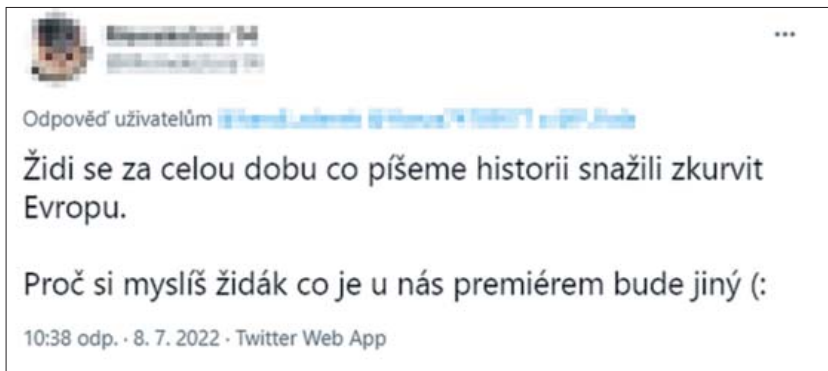 Odpověď uživatelům
Židi se za celou dobu co píšeme historii snažili zkurvit
Evropu.
Proč si myslíš židák co je u nás premiérem bude jiný (:
10:38 odp. · 8. 7. 2022 · Twitter Web App